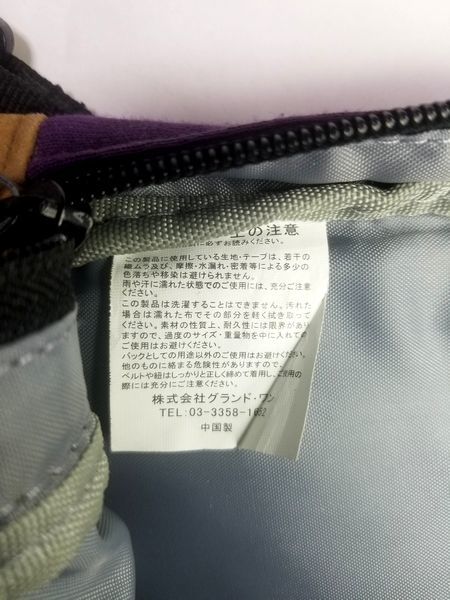 上の注意
必ずお読みください。
この製品に使用している生地・テープは、若干の
織ムラ及び、摩擦・水漏れ・密着等による多少の
色落ちや移染は避けられません。
雨や汗に濡れた状態でのご使用には、充分ご注意
ください。
この製品は洗濯することはできません。汚れた
場合は濡れた布でその部分を軽く拭き取って
ください。素材の性質上、耐久性には限界があり
ますので、過度のサイズ・重量物を中に入れての
ご使用はお避けください。
バックとしての用途以外のご使用はお避けください。
他のものに絡まる危険性がありますので、
ベルトや紐はしっかりと正しく締めて着用し、ご使用の
際には充分にご注意ください。
株式会社グランド・ワン
TEL:03-3358-1652
中国製